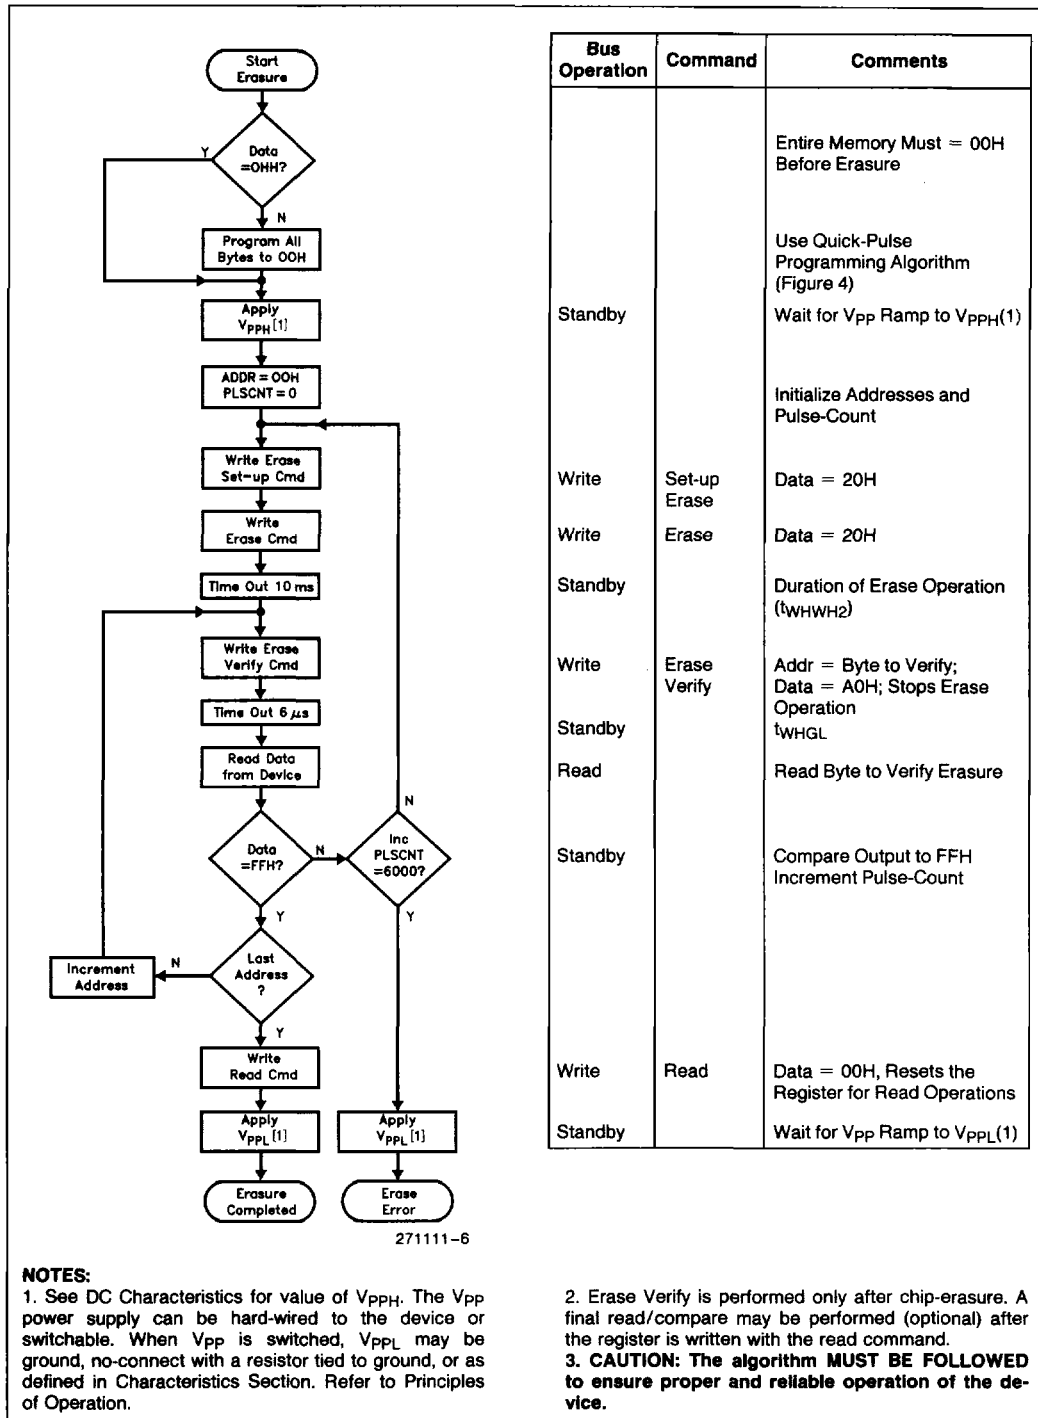 Start
Erasure
Y
Data
=OHH?
N
Program All
Bytes to 00H
Apply
VPPH[1]
ADDR = 00H
PLSCNT = 0
Write Erase
Set-up Cmd
Write
Erase Cmd
Time Out 10 ms
Write Erase
Verify Cmd
Time Out 6 μs
Read Data
from Device
Data
=FFH?
N
Inc
PLSCNT
=6000?
N
Y
Y
Last
Address
?
N
Increment
Address
Y
Write
Read Cmd
Apply
VPPL[1]
Apply
VPPL[1]
Erasure
Completed
Erase
Error
271111-6
Bus
Operation
Command
Comments
Entire Memory Must = 00H
Before Erasure
Use Quick-Pulse
Programming Algorithm
(Figure 4)
Standby
Wait for VPP Ramp to VPPH(1)
Initialize Addresses and
Pulse-Count
Write
Set-up
Erase
Data = 20H
Write
Erase
Data = 20H
Standby
Duration of Erase Operation
(tWHWH2)
Write
Erase
Verify
Addr = Byte to Verify;
Data = A0H; Stops Erase
Operation
Standby
tWHGL
Read
Read Byte to Verify Erasure
Standby
Compare Output to FFH
Increment Pulse-Count
Write
Read
Data = 00H, Resets the
Register for Read Operations
Standby
Wait for VPP Ramp to VPPL(1)
NOTES:
1. See DC Characteristics for value of VPPH. The VPP
power supply can be hard-wired to the device or
switchable. When VPP is switched, VPPL may be
ground, no-connect with a resistor tied to ground, or as
defined in Characteristics Section. Refer to Principles
of Operation.
2. Erase Verify is performed only after chip-erasure. A
final read/compare may be performed (optional) after
the register is written with the read command.
3. CAUTION: The algorithm MUST BE FOLLOWED
to ensure proper and reliable operation of the de-
vice.